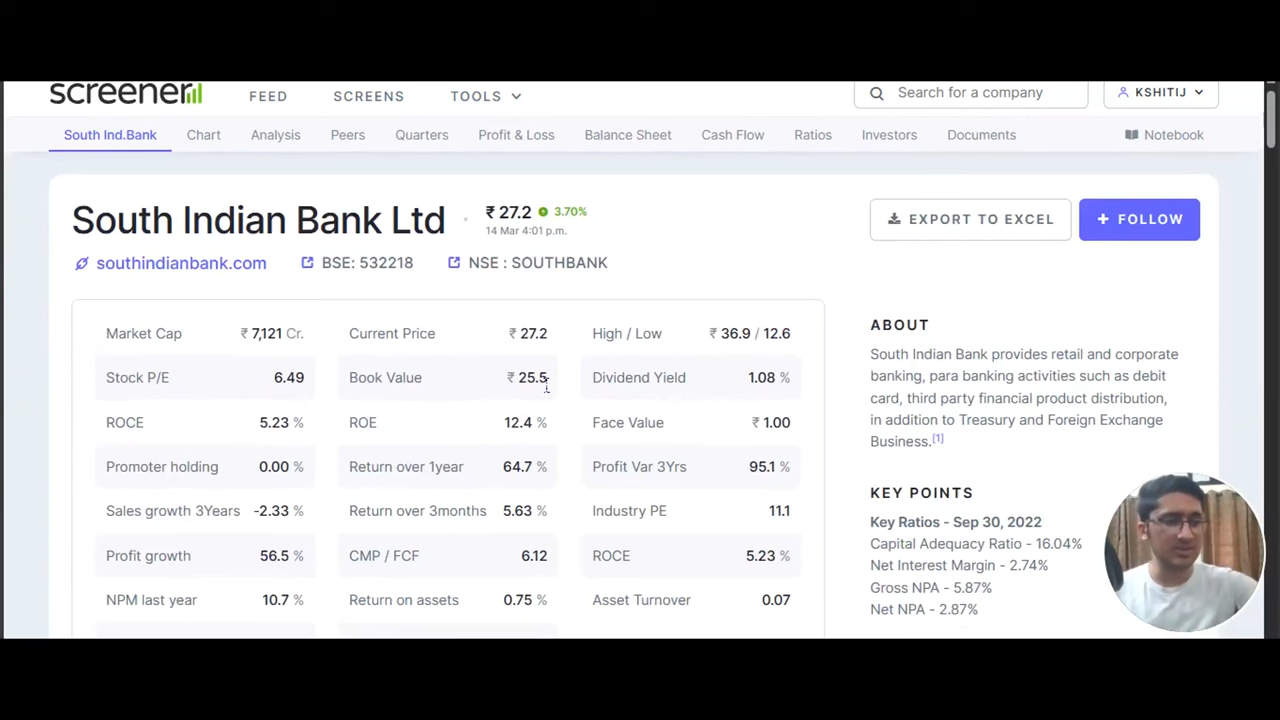 screener
FEED SCREENS TOOLS Search for a company KSHITIJ
South Ind.Bank Chart Analysis Peers Quarters Profit & Loss Balance Sheet Cash Flow Ratios Investors Documents Notebook
South Indian Bank Ltd ₹ 27.2 3.70%
14 Mar 4:01 p.m.
EXPORT TO EXCEL + FOLLOW
southindianbank.com BSE: 532218 NSE : SOUTHBANK
Market Cap ₹ 7,121 Cr. Current Price ₹ 27.2 High / Low ₹ 36.9 / 12.6
Stock P/E 6.49 Book Value ₹ 25.5 Dividend Yield 1.08 %
ROCE 5.23 % ROE 12.4 % Face Value ₹ 1.00
Promoter holding 0.00 % Return over 1year 64.7 % Profit Var 3Yrs 95.1 %
Sales growth 3Years -2.33 % Return over 3months 5.63 % Industry PE 11.1
Profit growth 56.5 % CMP / FCF 6.12 ROCE 5.23 %
NPM last year 10.7 % Return on assets 0.75 % Asset Turnover 0.07
ABOUT
South Indian Bank provides retail and corporate
banking, para banking activities such as debit
card, third party financial product distribution,
in addition to Treasury and Foreign Exchange
Business.[1]
KEY POINTS
Key Ratios - Sep 30, 2022
Capital Adequacy Ratio - 16.04%
Net Interest Margin - 2.74%
Gross NPA - 5.87%
Net NPA - 2.87%